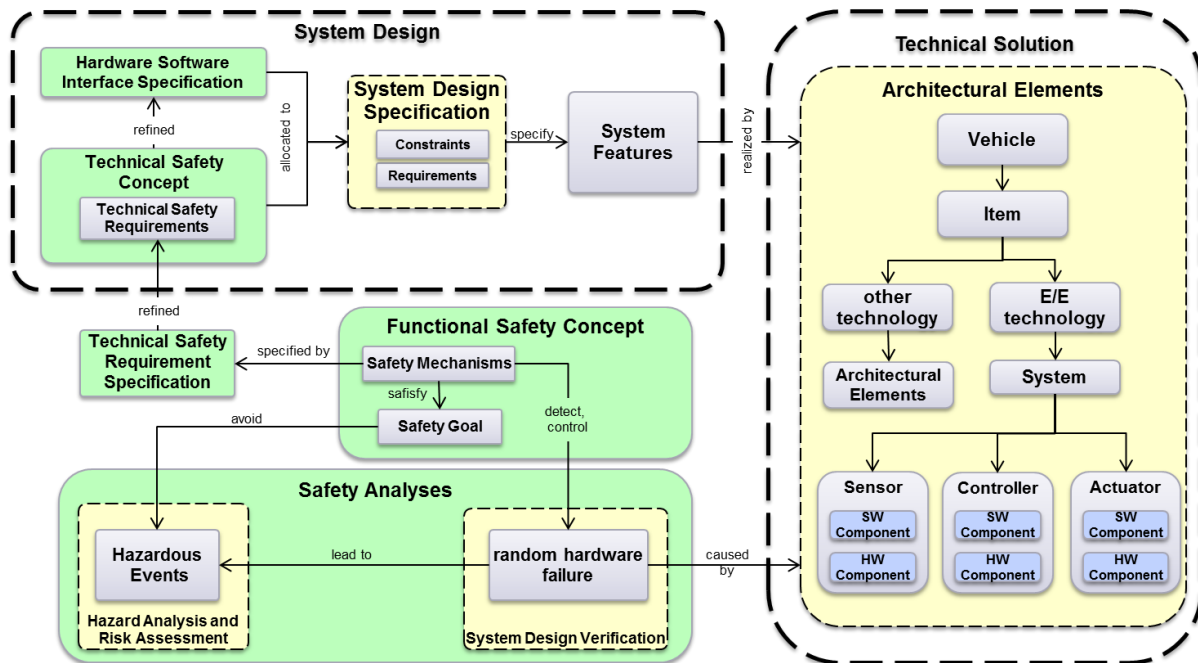 System Design
Hardware Software
Interface Specification
refined
Technical Safety
Concept
Technical Safety
Requirements
allocated to
System Design
Specification
Constraints
Requirements
specify
System
Features
realized by
refined
Technical Safety
Requirement
Specification
specified by
Functional Safety Concept
Safety Mechanisms
safisfy
Safety Goal
avoid
detect,
control
Safety Analyses
Hazardous
Events
Hazard Analysis and
Risk Assessment
lead to
random hardware
failure
System Design Verification
caused
by
Technical Solution
Architectural Elements
Vehicle
Item
other
technology
E/E
technology
Architectural
Elements
System
Sensor
SW
Component
HW
Component
Controller
SW
Component
HW
Component
Actuator
SW
Component
HW
Component